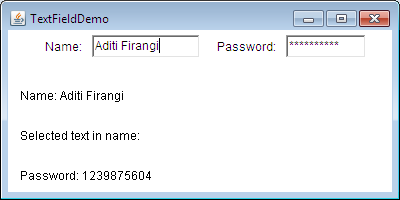 TextFieldDemo
Name: Aditi Firangi Password: **********
Name: Aditi Firangi
Selected text in name:
Password: 1239875604